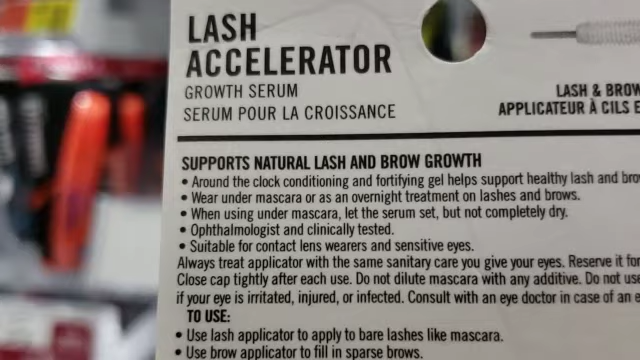 LASH
ACCELERATOR
GROWTH SERUM
SERUM POUR LA CROISSANCE
LASH & BROW
APPLICATEUR À CILS E
SUPPORTS NATURAL LASH AND BROW GROWTH
• Around the clock conditioning and fortifying gel helps support healthy lash and bro
• Wear under mascara or as an overnight treatment on lashes and brows.
• When using under mascara, let the serum set, but not completely dry.
• Ophthalmologist and clinically tested.
• Suitable for contact lens wearers and sensitive eyes.
Always treat applicator with the same sanitary care you give your eyes. Reserve it for
Close cap tightly after each use. Do not dilute mascara with any additive. Do not use
if your eye is irritated, injured, or infected. Consult with an eye doctor in case of an e
TO USE:
• Use lash applicator to apply to bare lashes like mascara.
• Use brow applicator to fill in sparse brows.